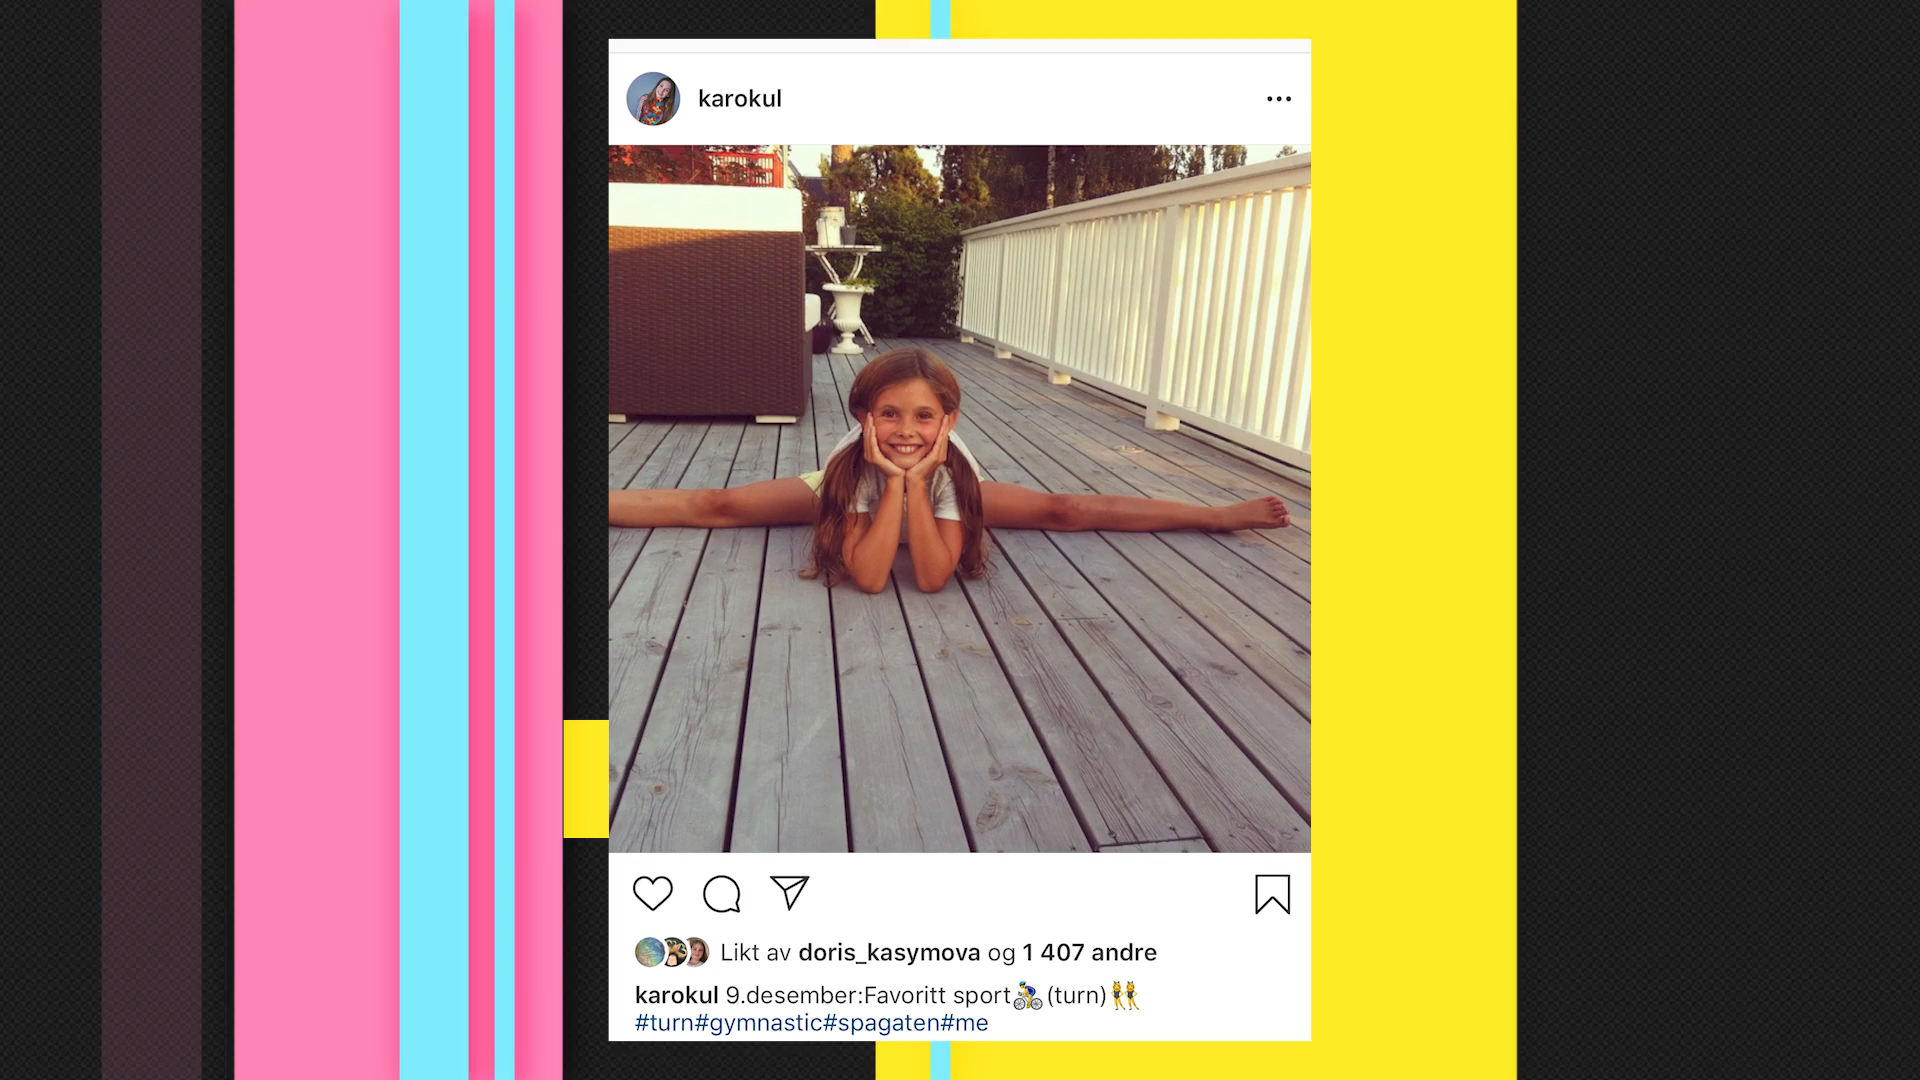 karokul
Likt av doris_kasymova og 1 407 andre
karokul 9.desember:Favoritt sport🚴(turn)👯
#turn#gymnastic#spagaten#me